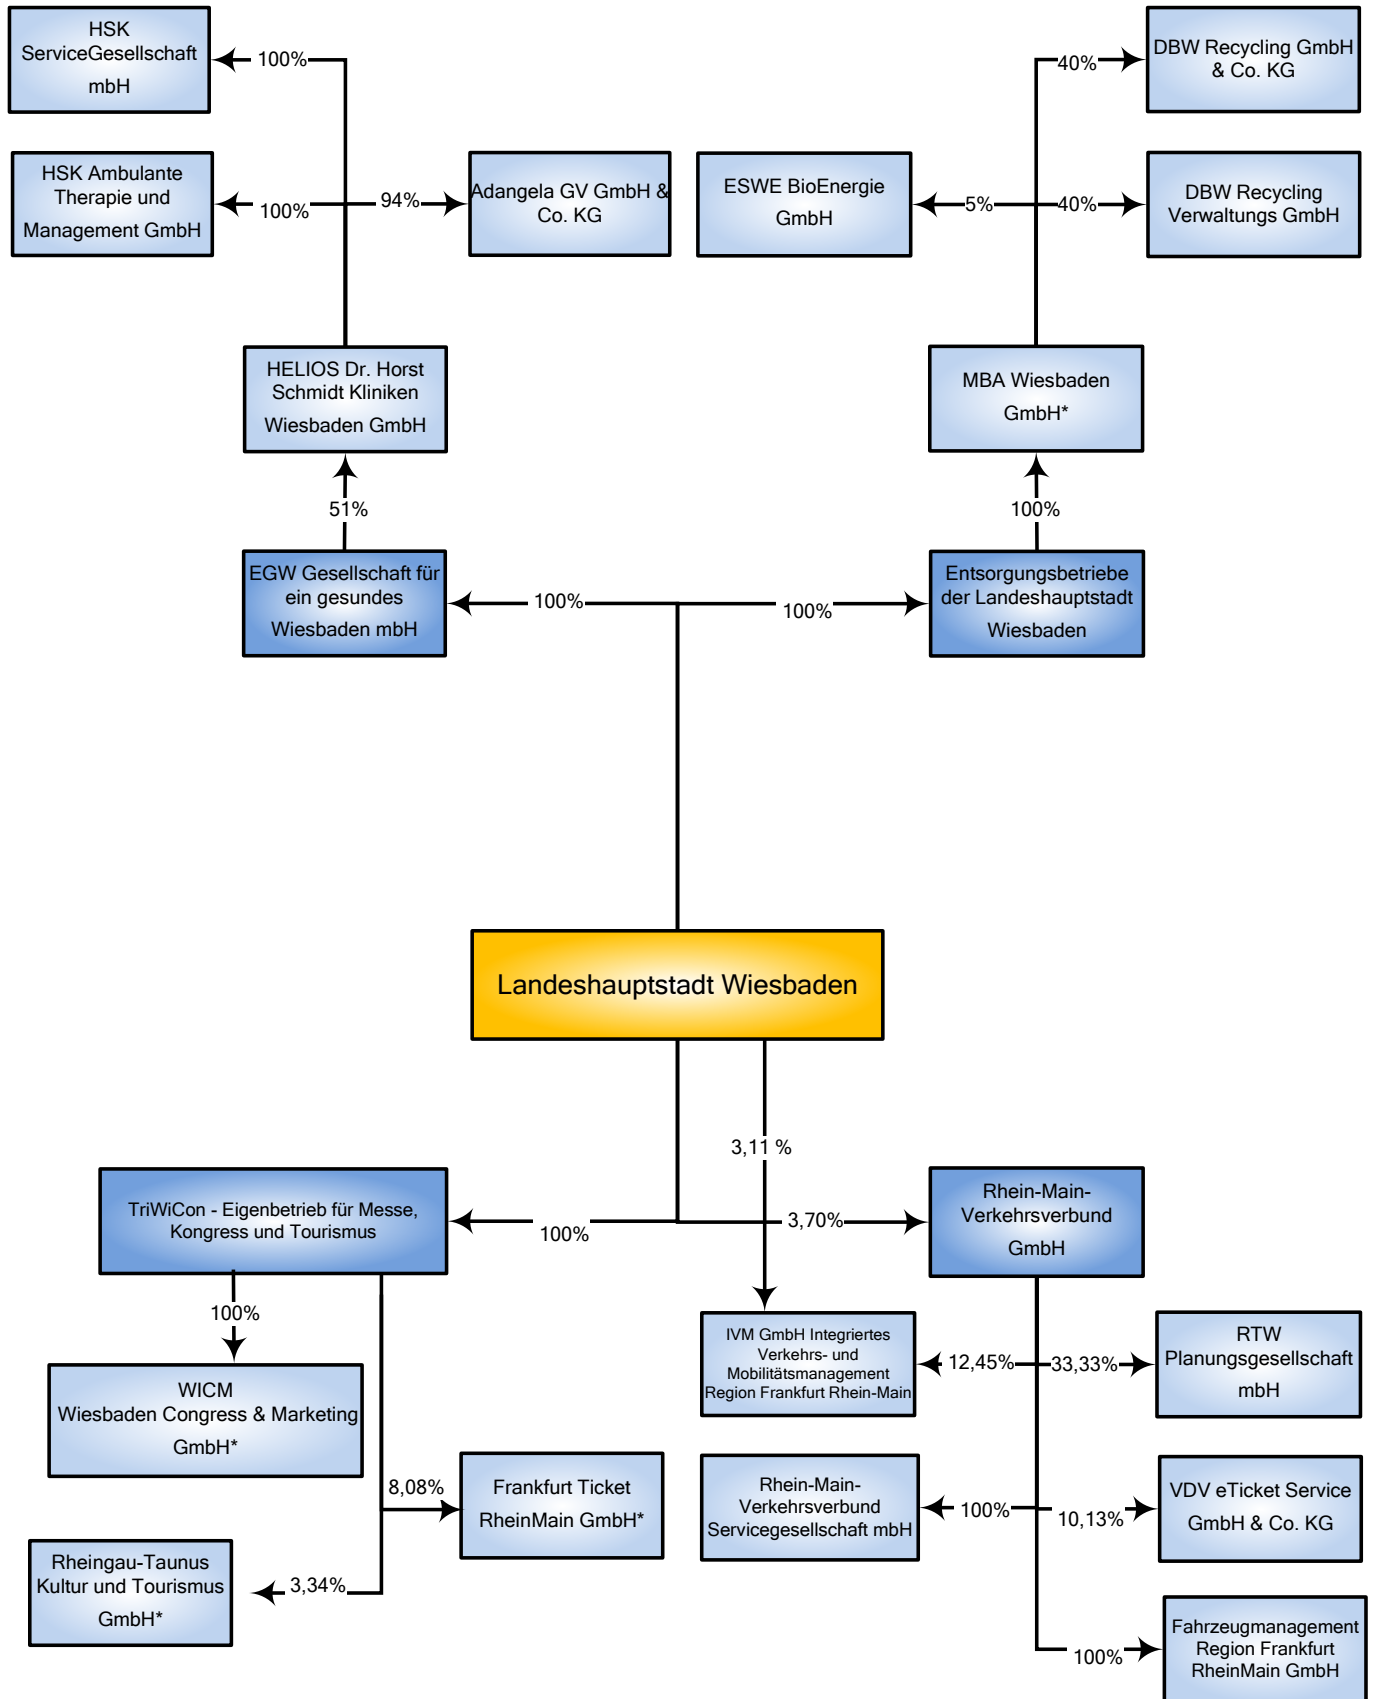 HSK
ServiceGesellschaft
mbH
100%
40%
DBW Recycling GmbH
& Co. KG
HSK Ambulante
Therapie und
Management GmbH
100%
94%
Adangela GV GmbH &
Co. KG
ESWE BioEnergie
GmbH
5%
40%
DBW Recycling
Verwaltungs GmbH
HELIOS Dr. Horst
Schmidt Kliniken
Wiesbaden GmbH
MBA Wiesbaden
GmbH*
51%
100%
EGW Gesellschaft für
ein gesundes
Wiesbaden mbH
100%
100%
Entsorgungsbetriebe
der Landeshauptstadt
Wiesbaden
Landeshauptstadt Wiesbaden
3,11 %
TriWiCon - Eigenbetrieb für Messe,
Kongress und Tourismus
100%
3,70%
Rhein-Main-
Verkehrsverbund
GmbH
100%
WICM
Wiesbaden Congress & Marketing
GmbH*
IVM GmbH Integriertes
Verkehrs- und
Mobilitätsmanagement
Region Frankfurt Rhein-Main
12,45%
33,33%
RTW
Planungsgesellschaft
mbH
8,08%
Frankfurt Ticket
RheinMain GmbH*
Rhein-Main-
Verkehrsverbund
Servicegesellschaft mbH
100%
10,13%
VDV eTicket Service
GmbH & Co. KG
Rheingau-Taunus
Kultur und Tourismus
GmbH*
3,34%
100%
Fahrzeugmanagement
Region Frankfurt
RheinMain GmbH